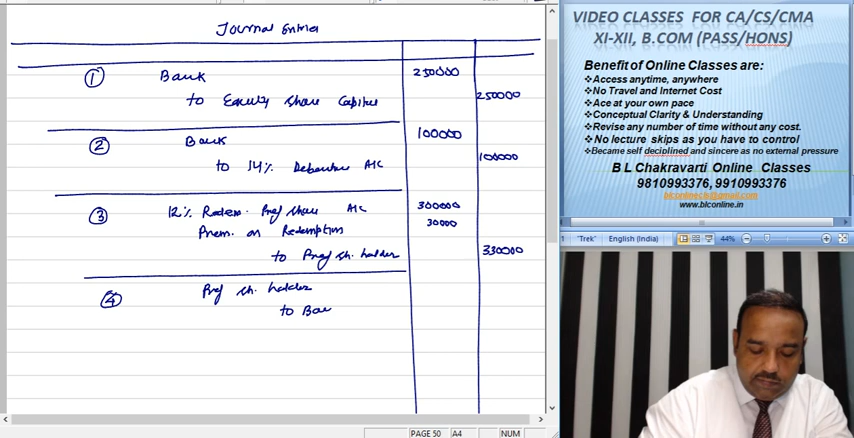 Journal Entries
① Bank 250000
to Equity Share Capital 250000
② Bank 100000
to 14% Debenture A/C 100000
③ 12% Redem. Pref Share A/C 300000
Prem. on Redemption 30000
to Pref sh. holder 330000
④ Pref sh. holder
to Ban
PAGE 50 A4 NUM
VIDEO CLASSES FOR CA/CS/CMA
XI-XII, B.COM (PASS/HONS)
Benefit of Online Classes are:
❖Access anytime, anywhere
❖No Travel and Internet Cost
❖Ace at your own pace
❖Conceptual Clarity & Understanding
❖Revise any number of time without any cost.
❖No lecture skips as you have to control
❖Became self deciplined and sincere as no external pressure
B L Chakravarti Online Classes
9810993376, 9910993376
blconlinecb@gmail.com
www.blconline.in
1 "Trek" English (India) 44%